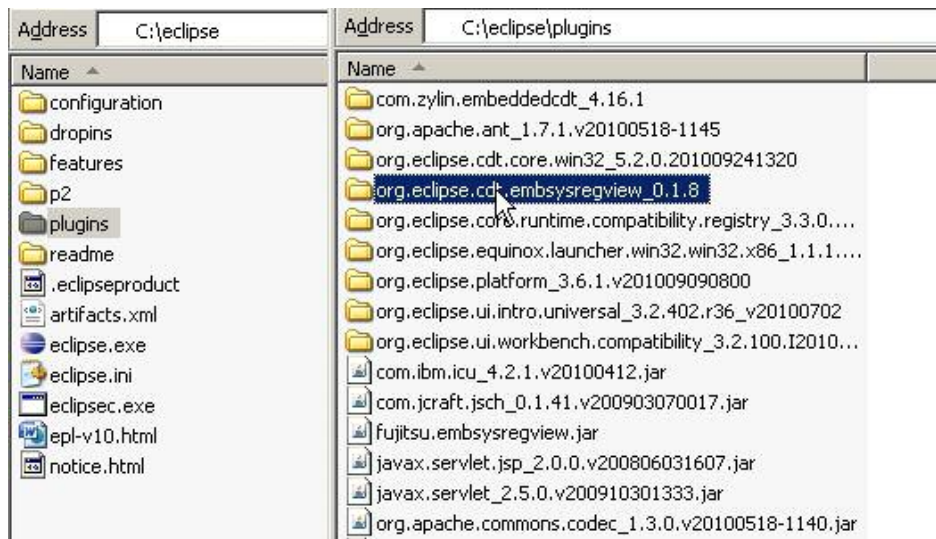 Address C:\eclipse
Name
configuration
dropins
features
p2
plugins
readme
.eclipseproduct
artifacts.xml
eclipse.exe
eclipse.ini
eclipsec.exe
epl-v10.html
notice.html
Address C:\eclipse\plugins
Name
com.zylin.embeddedcdt_4.16.1
org.apache.ant_1.7.1.v20100518-1145
org.eclipse.cdt.core.win32_5.2.0.201009241320
org.eclipse.cdt.embsysregview_0.1.8
org.eclipse.core.runtime.compatibility.registry_3.3.0....
org.eclipse.equinox.launcher.win32.win32.x86_1.1.1....
org.eclipse.platform_3.6.1.v201009090800
org.eclipse.ui.intro.universal_3.2.402.r36_v20100702
org.eclipse.ui.workbench.compatibility_3.2.100.I2010...
com.ibm.icu_4.2.1.v20100412.jar
com.jcraft.jsch_0.1.41.v200903070017.jar
fujitsu.embsysregview.jar
javax.servlet.jsp_2.0.0.v200806031607.jar
javax.servlet_2.5.0.v200910301333.jar
org.apache.commons.codec_1.3.0.v20100518-1140.jar